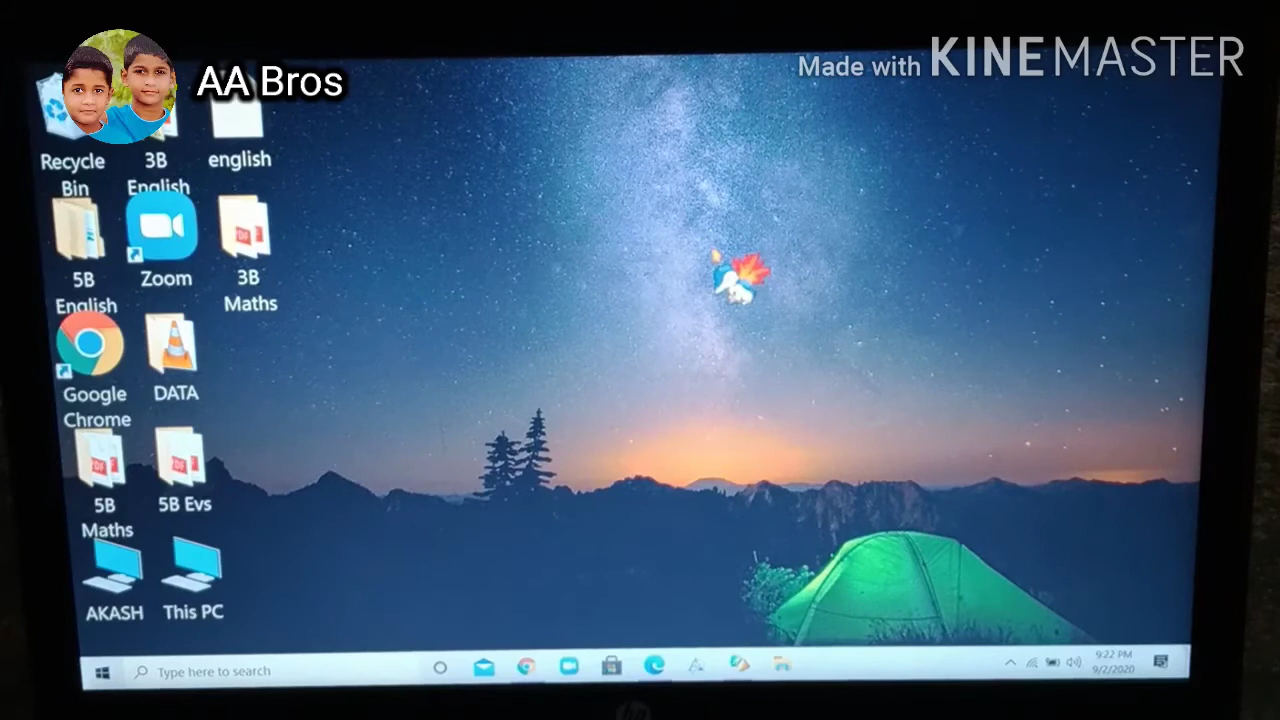 AA Bros
Made with KINEMASTER
Recycle
Bin
3B
English
english
5B
English
Zoom
3B
Maths
Google
Chrome
DATA
5B
Maths
5B Evs
AKASH
This PC
Type here to search
9:22 PM
9/2/2020